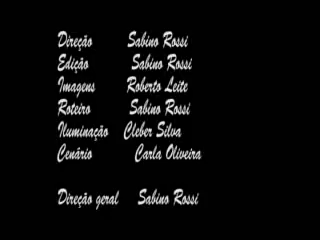 Direção Sabino Rossi
Edição Sabino Rossi
Imagens Roberto Leite
Roteiro Sabino Rossi
Iluminação Cleber Silva
Cenário Carla Oliveira
Direção geral Sabino Rossi